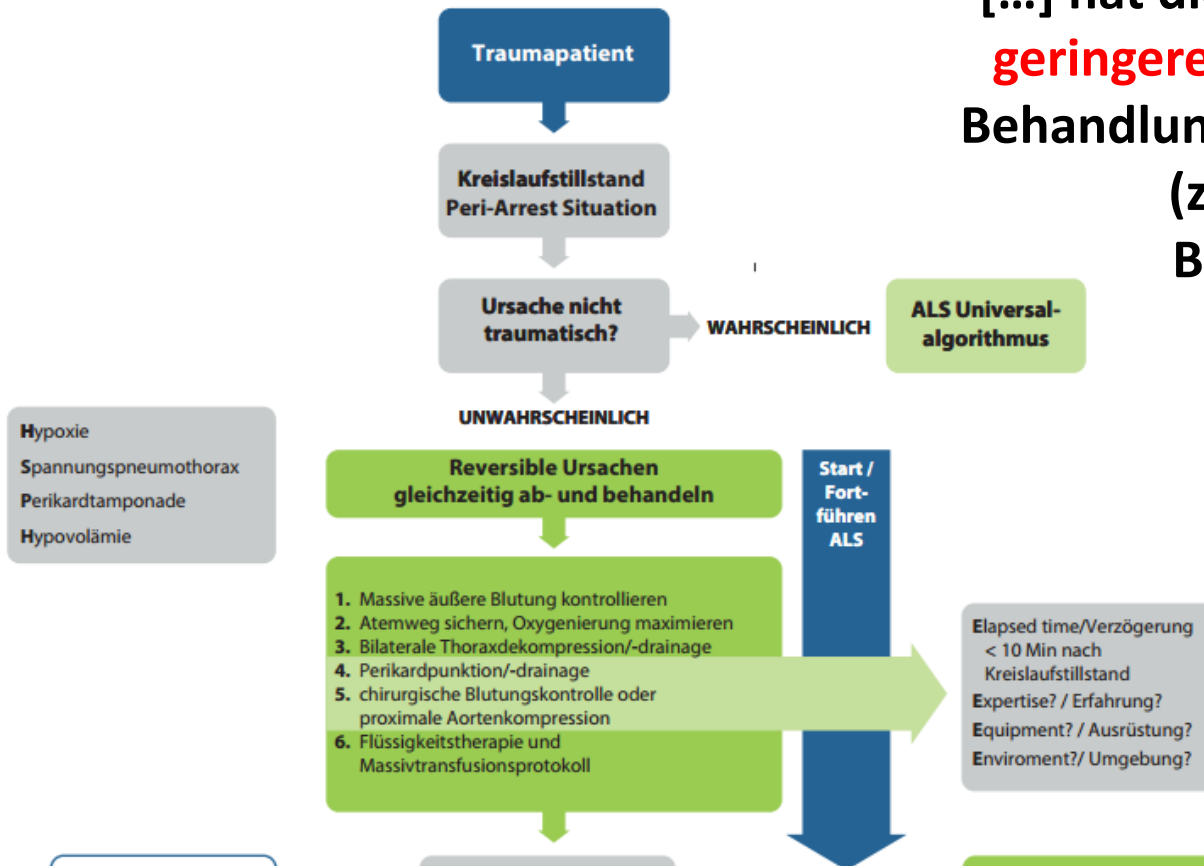 […] hat
geringere
Behandlun
(z
B
Traumapatient
Kreislaufstillstand
Peri-Arrest Situation
Ursache nicht
traumatisch?
WAHRSCHEINLICH
ALS Universal-
algorithmus
UNWAHRSCHEINLICH
Hypoxie
Spannungspneumothorax
Perikardtamponade
Hypovolämie
Reversible Ursachen
gleichzeitig ab- und behandeln
Start /
Fort-
führen
ALS
1. Massive äußere Blutung kontrollieren
2. Atemweg sichern, Oxygenierung maximieren
3. Bilaterale Thoraxdekompression/-drainage
4. Perikardpunktion/-drainage
5. chirurgische Blutungskontrolle oder
proximale Aortenkompression
6. Flüssigkeitstherapie und
Massivtransfusionsprotokoll
Elapsed time/Verzögerung
< 10 Min nach
Kreislaufstillstand
Expertise? / Erfahrung?
Equipment? / Ausrüstung?
Enviroment?/ Umgebung?